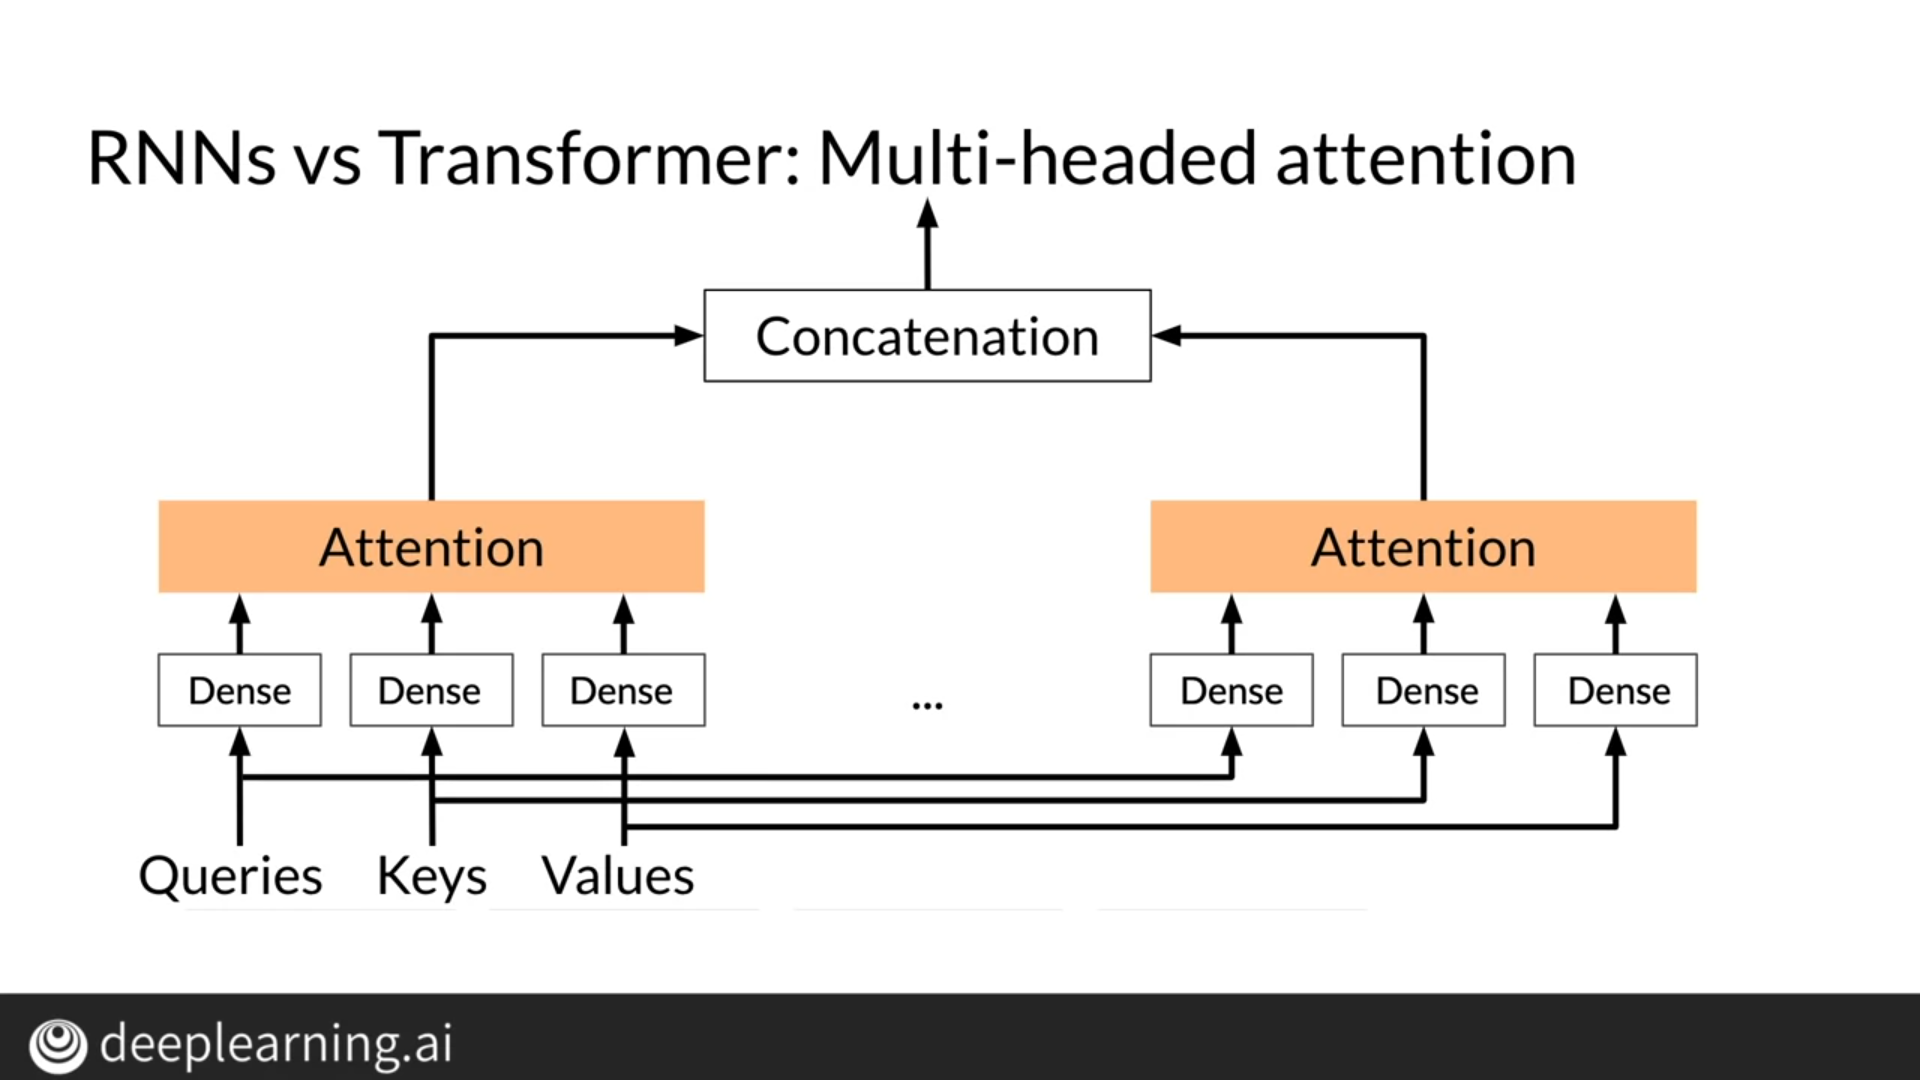 RNNs vs Transformer: Multi-headed attention
Concatenation
Attention
Attention
Dense
Dense
Dense
...
Dense
Dense
Dense
Queries
Keys
Values
deeplearning.ai